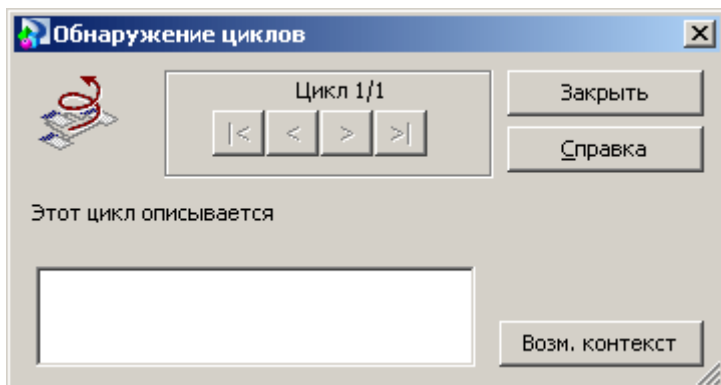 Обнаружение циклов
Цикл 1/1
|< < > >|
Закрыть
Справка
Этот цикл описывается
Возм. контекст